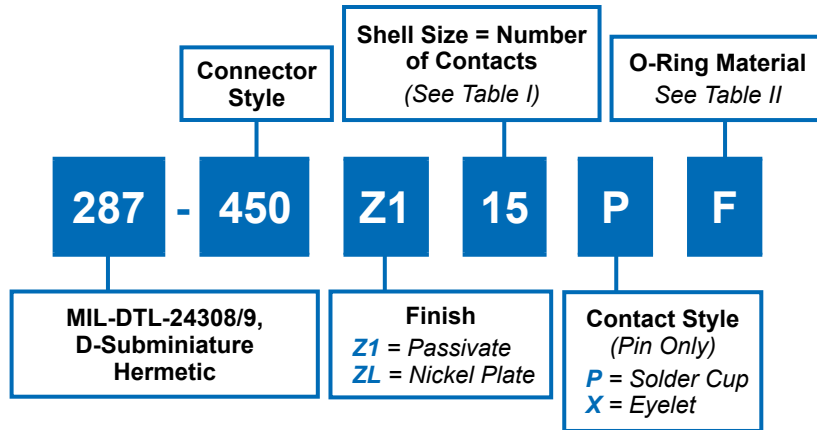 Shell Size = Number
of Contacts
(See Table I)
Connector
Style
O-Ring Material
See Table II
287 - 450 Z1 15 P F
MIL-DTL-24308/9,
D-Subminiature
Hermetic
Finish
Z1 = Passivate
ZL = Nickel Plate
Contact Style
(Pin Only)
P = Solder Cup
X = Eyelet